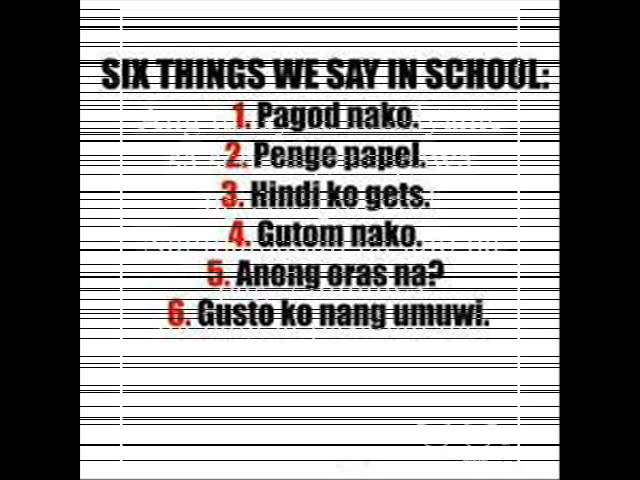 SIX THINGS WE SAY IN SCHOOL:
1. Pagod nako.
2. Penge papel.
3. Hindi ko gets.
4. Gutom nako.
5. Anong oras na?
6. Gusto ko nang umuwi.